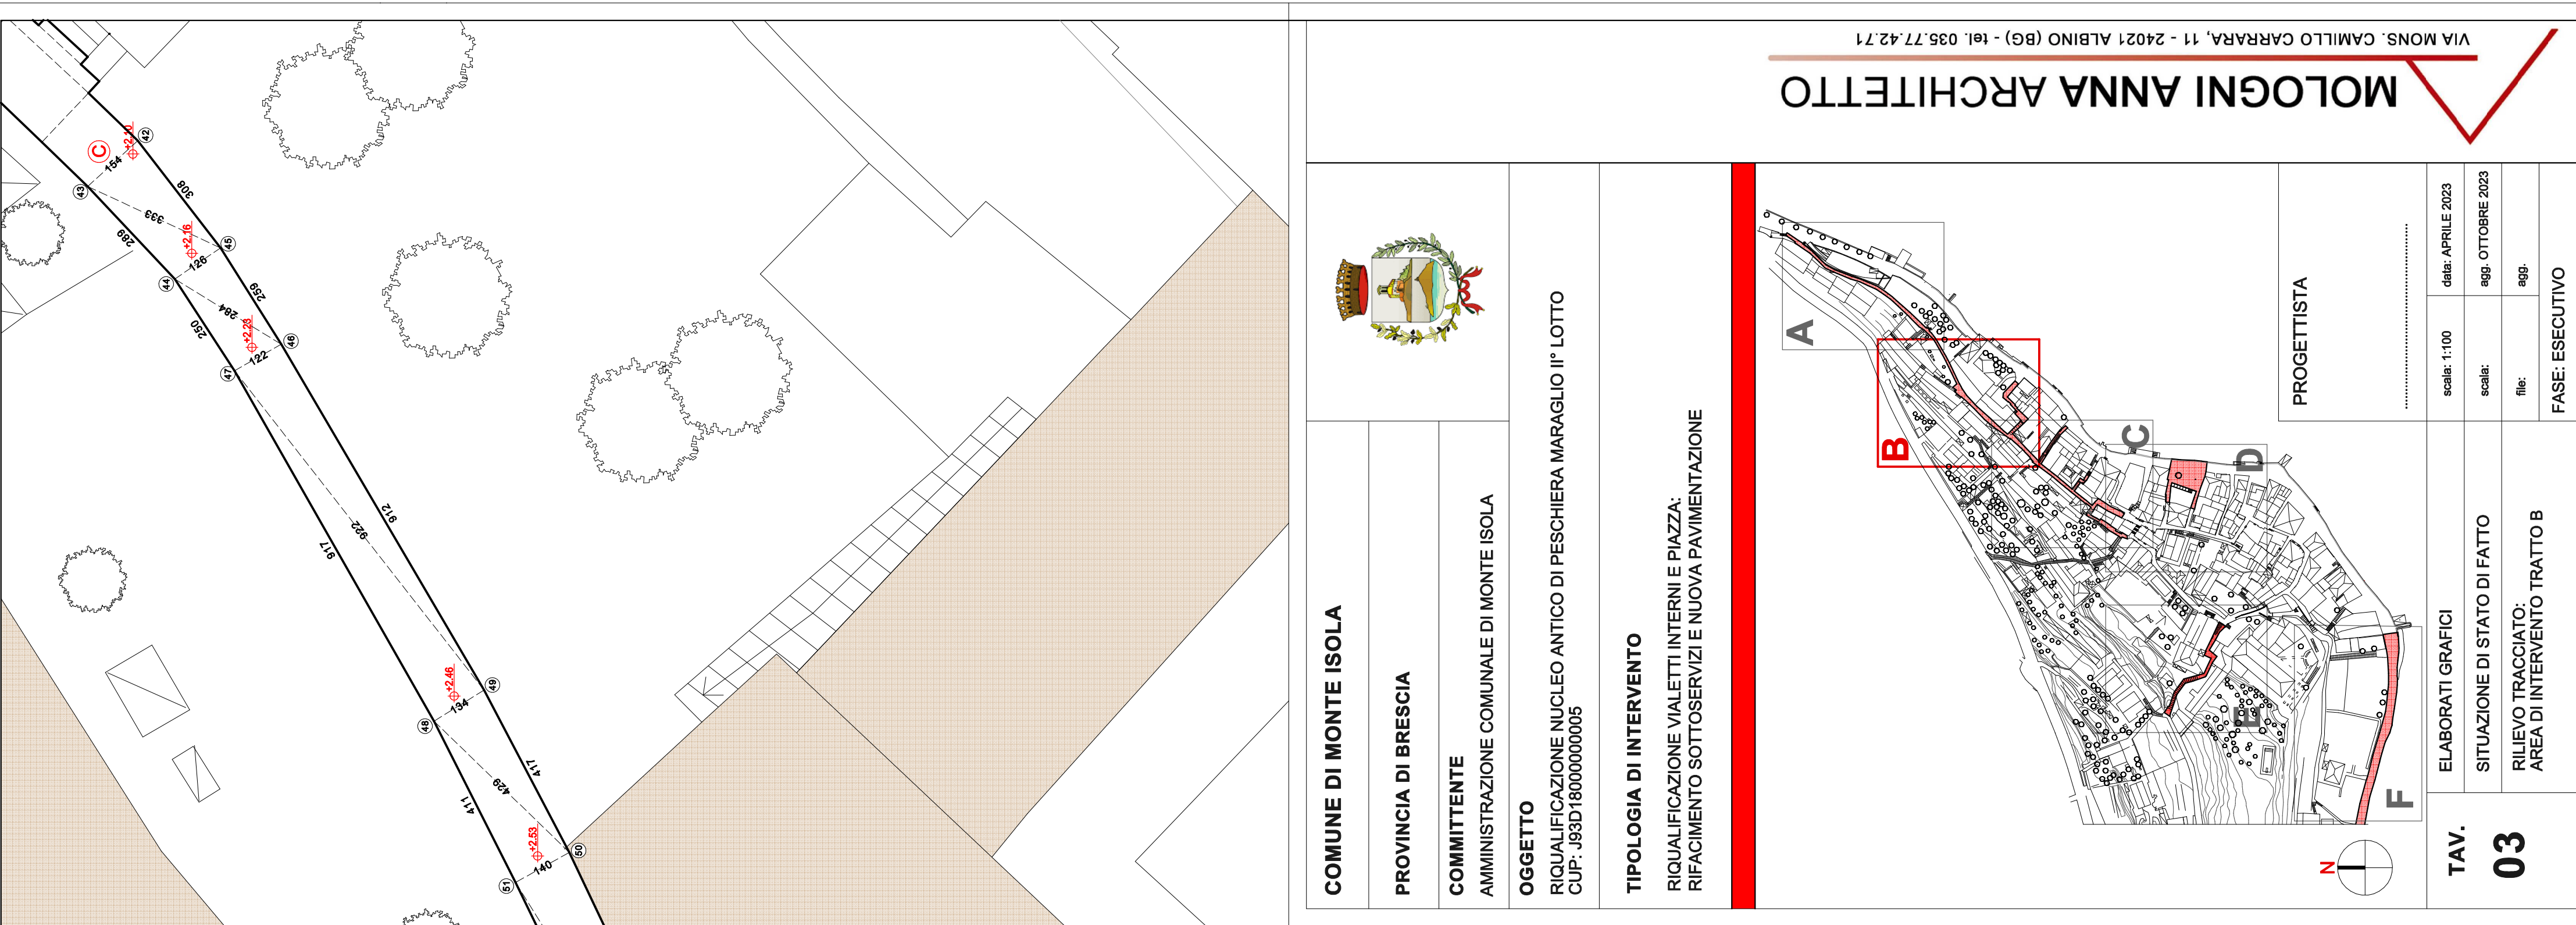 VIA MONS. CAMILLO CARRARA, 11 - 24021 ALBINO (BG) - tel. 035.77.42.71
MOLOGNI ANNA ARCHITETTO
COMUNE DI MONTE ISOLA
PROVINCIA DI BRESCIA
COMMITTENTE
AMMINISTRAZIONE COMUNALE DI MONTE ISOLA
OGGETTO
RIQUALIFICAZIONE NUCLEO ANTICO DI PESCHIERA MARAGLIO II° LOTTO
CUP: J93D18000000005
TIPOLOGIA DI INTERVENTO
RIQUALIFICAZIONE VIALETTI INTERNI E PIAZZA:
RIFACIMENTO SOTTOSERVIZI E NUOVA PAVIMENTAZIONE
A
B
C
D
E
F
N
PROGETTISTA
TAV.
03
ELABORATI GRAFICI
SITUAZIONE DI STATO DI FATTO
RILIEVO TRACCIATO:
AREA DI INTERVENTO TRATTO B
scala: 1:100
data: APRILE 2023
scala:
agg. OTTOBRE 2023
file:
agg.
FASE: ESECUTIVO
C
+2.10
42
154
43
308
333
289
+2.16
45
126
44
259
284
250
+2.23
46
122
47
912
922
917
+2.46
49
134
48
417
429
411
+2.53
50
140
51